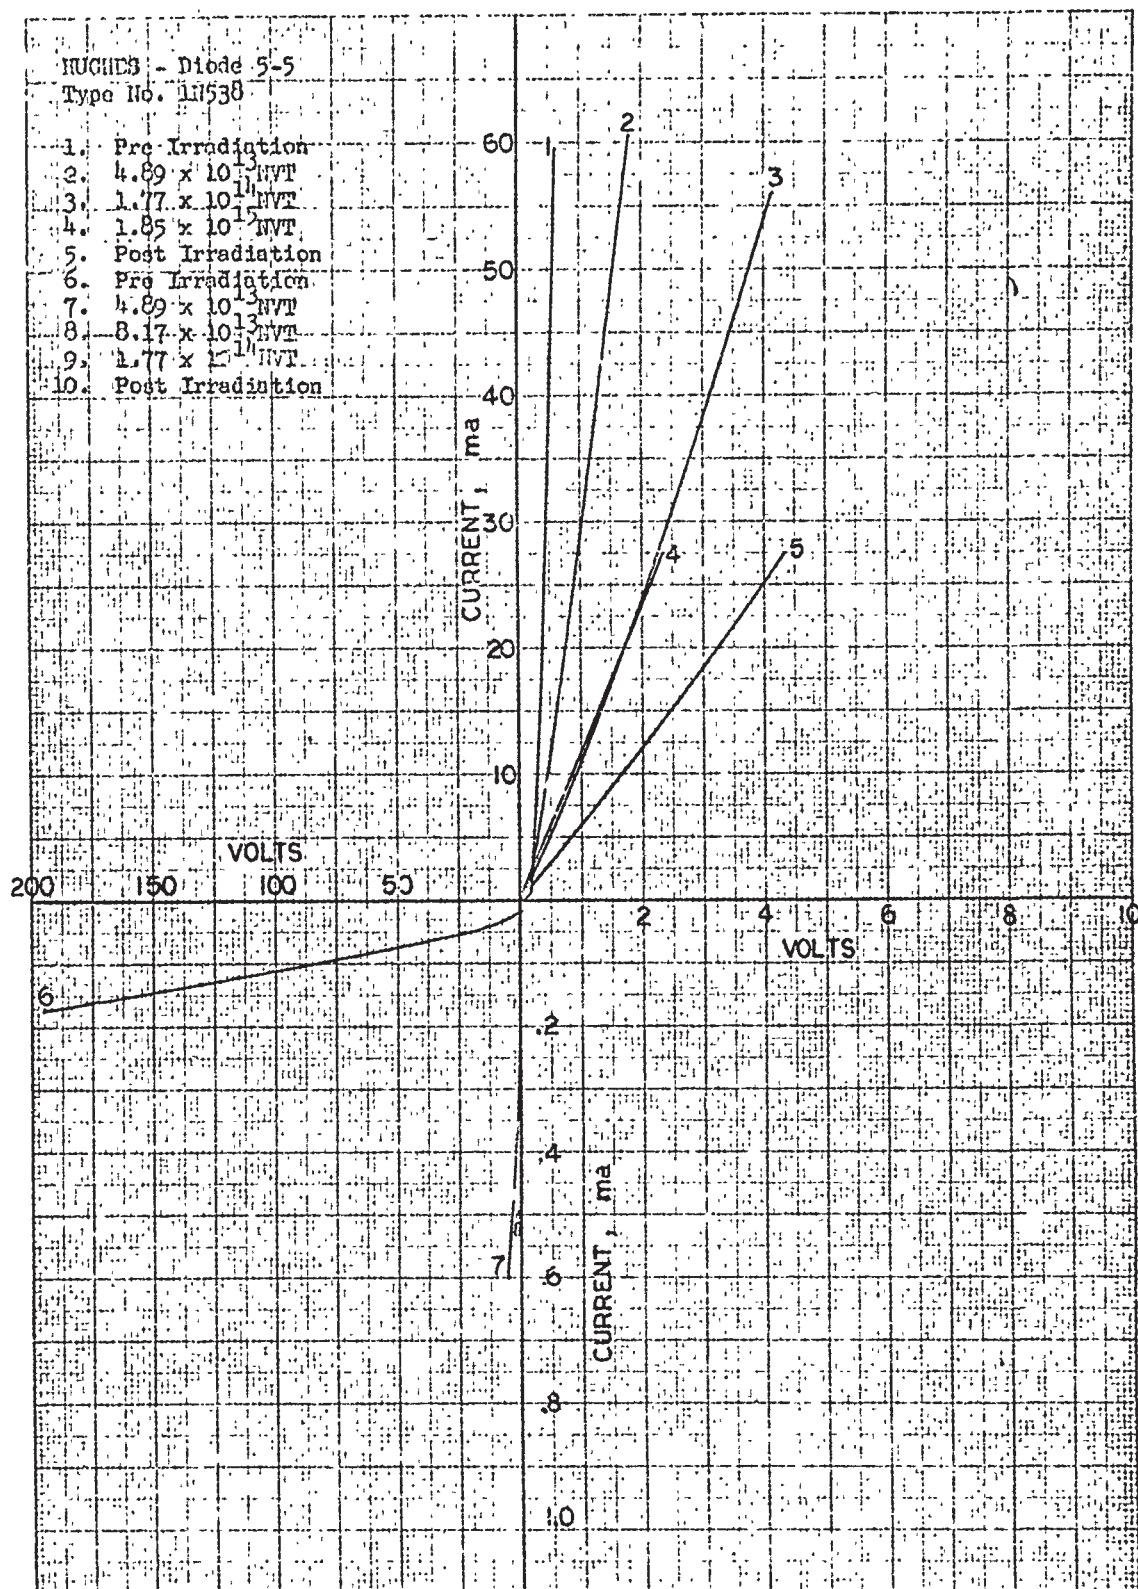 HUGHES - Diode 5-5
Type No. 1N538
1. Pre Irradiation
2. 4.89 x 10^13 NVT
3. 1.77 x 10^14 NVT
4. 1.85 x 10^15 NVT
5. Post Irradiation
6. Pre Irradiation
7. 4.89 x 10^13 NVT
8. 8.17 x 10^13 NVT
9. 1.77 x 10^14 NVT
10. Post Irradiation
60
50
40
30
20
10
CURRENT, ma
1
2
3
4
5
VOLTS
200 150 100 50
2 4 6 8 10
VOLTS
6
7
.2
.4
.6
.8
1.0
CURRENT, ma